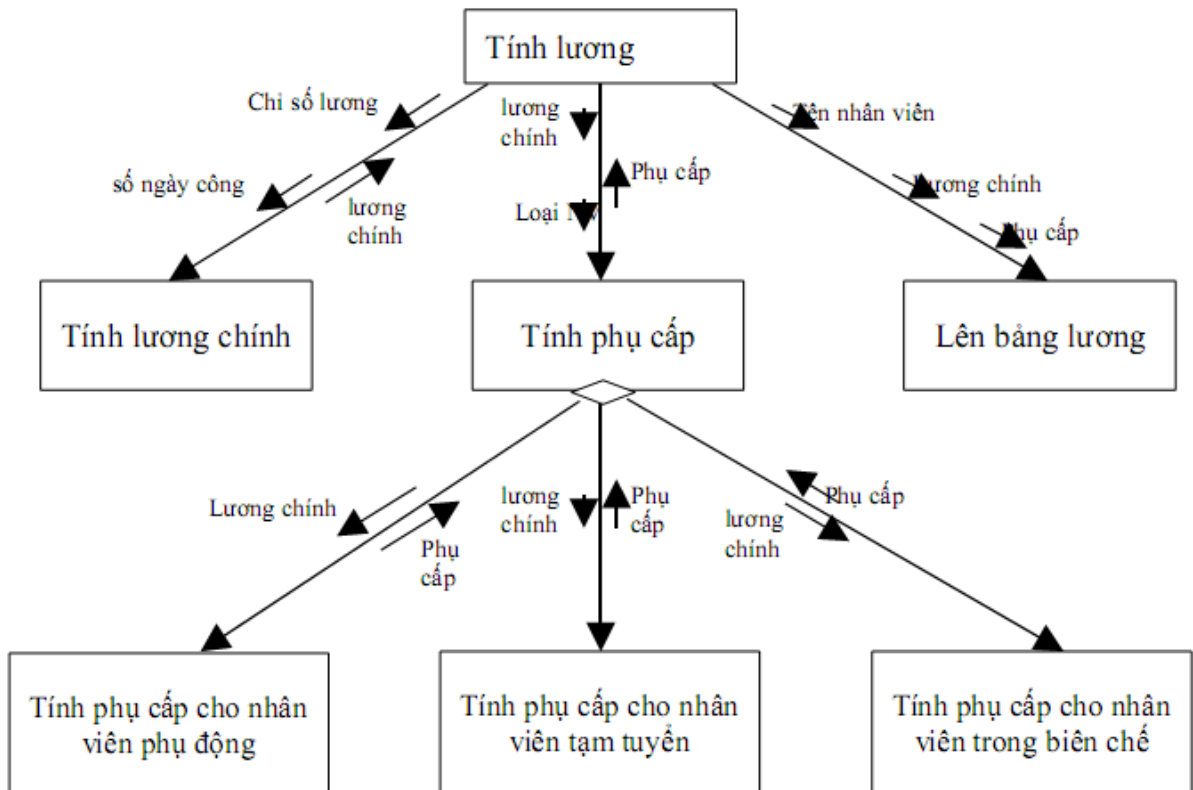 Tính lương
Chỉ số lương
lương
chính
Tên nhân viên
số ngày công
lương
chính
Phụ cấp
Loại NV
Lương chính
Phụ cấp
Tính lương chính
Tính phụ cấp
Lên bảng lương
Lương chính
Phụ
cấp
lương
chính
Phụ
cấp
Phụ cấp
lương
chính
Tính phụ cấp cho nhân
viên phụ động
Tính phụ cấp cho nhân
viên tạm tuyển
Tính phụ cấp cho nhân
viên trong biên chế